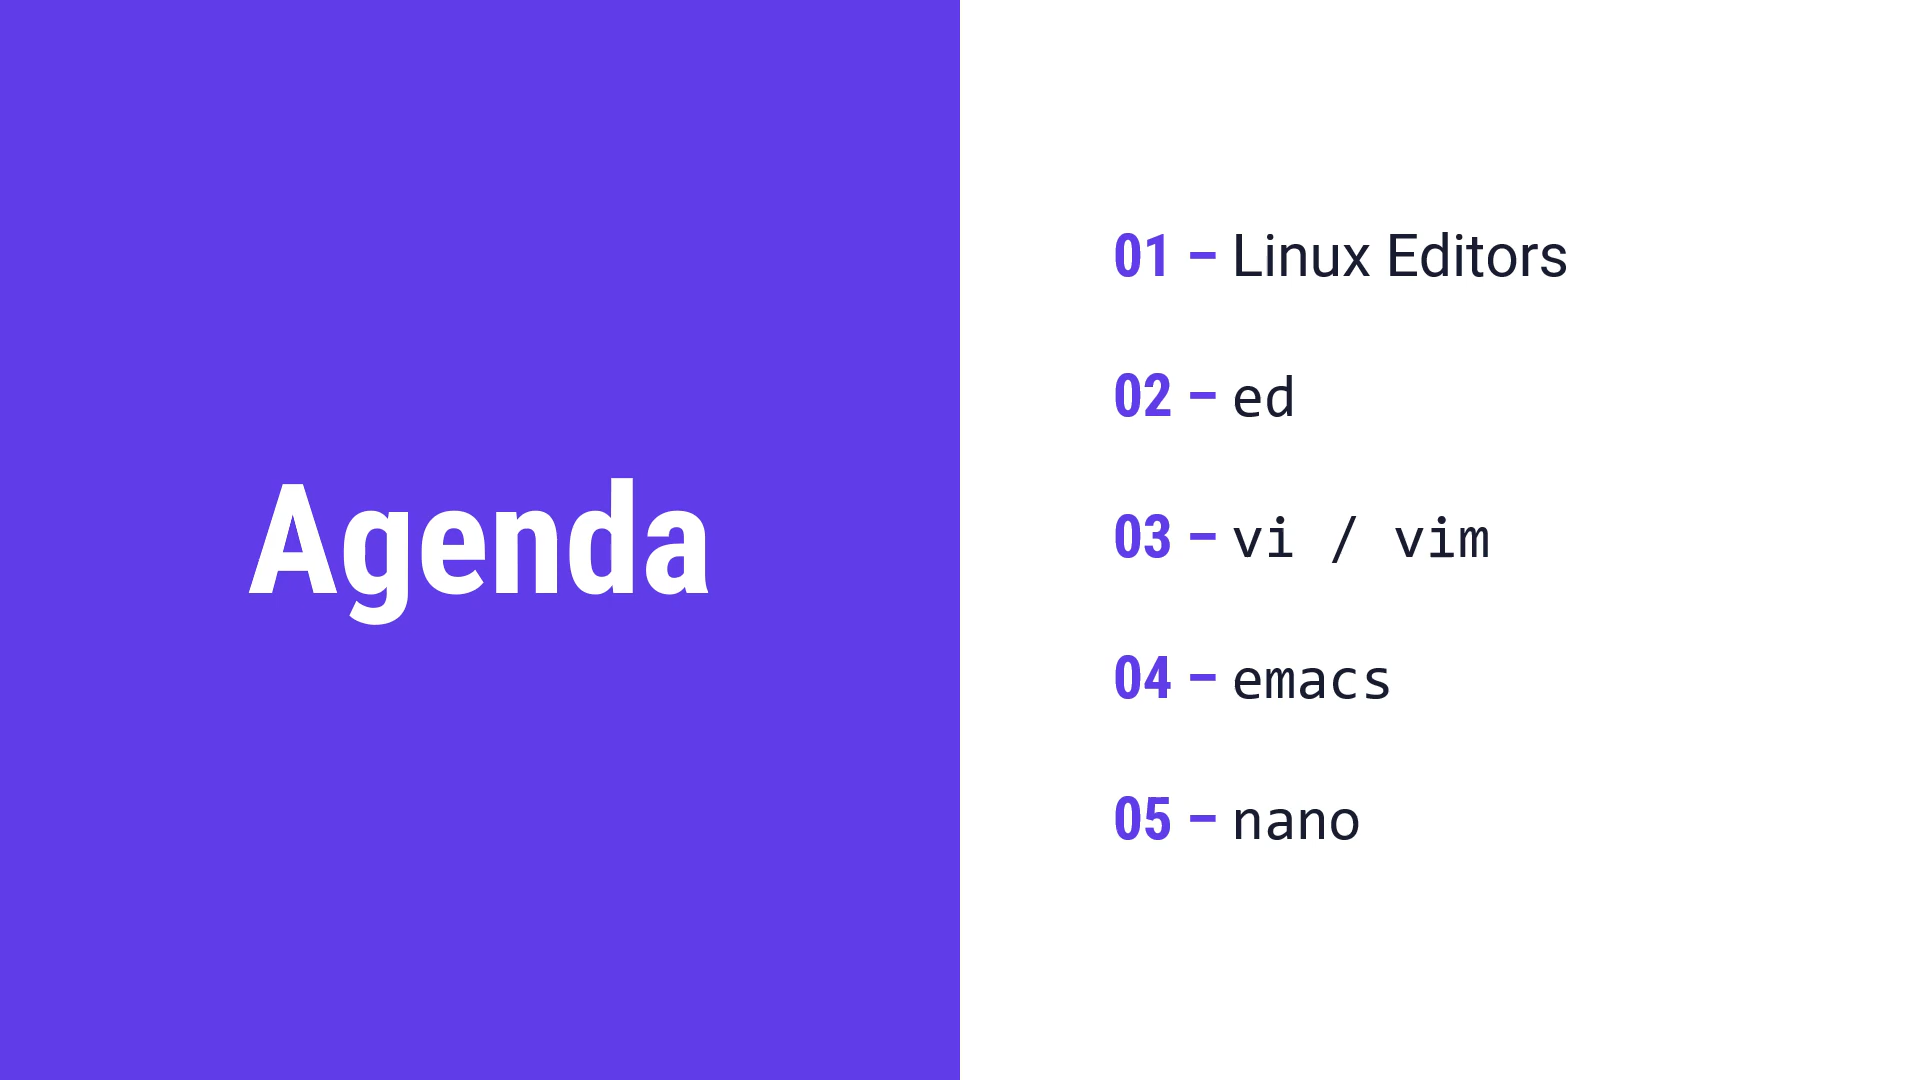 Agenda
01 – Linux Editors
02 – ed
03 – vi / vim
04 – emacs
05 – nano